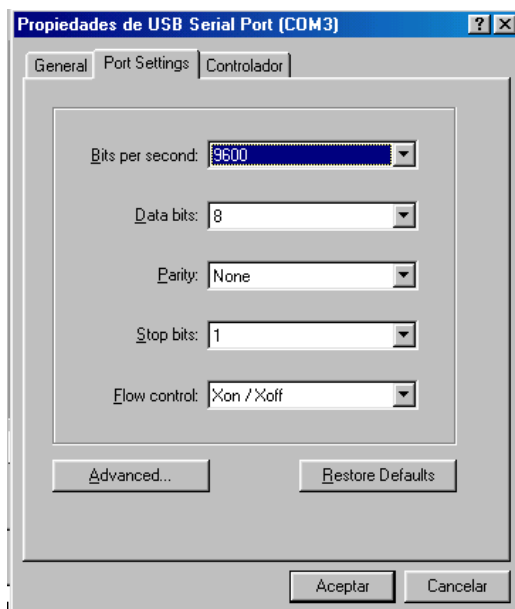 Propiedades de USB Serial Port (COM3)
General Port Settings Controlador
Bits per second: 9600
Data bits: 8
Parity: None
Stop bits: 1
Flow control: Xon / Xoff
Advanced... Restore Defaults
Aceptar Cancelar